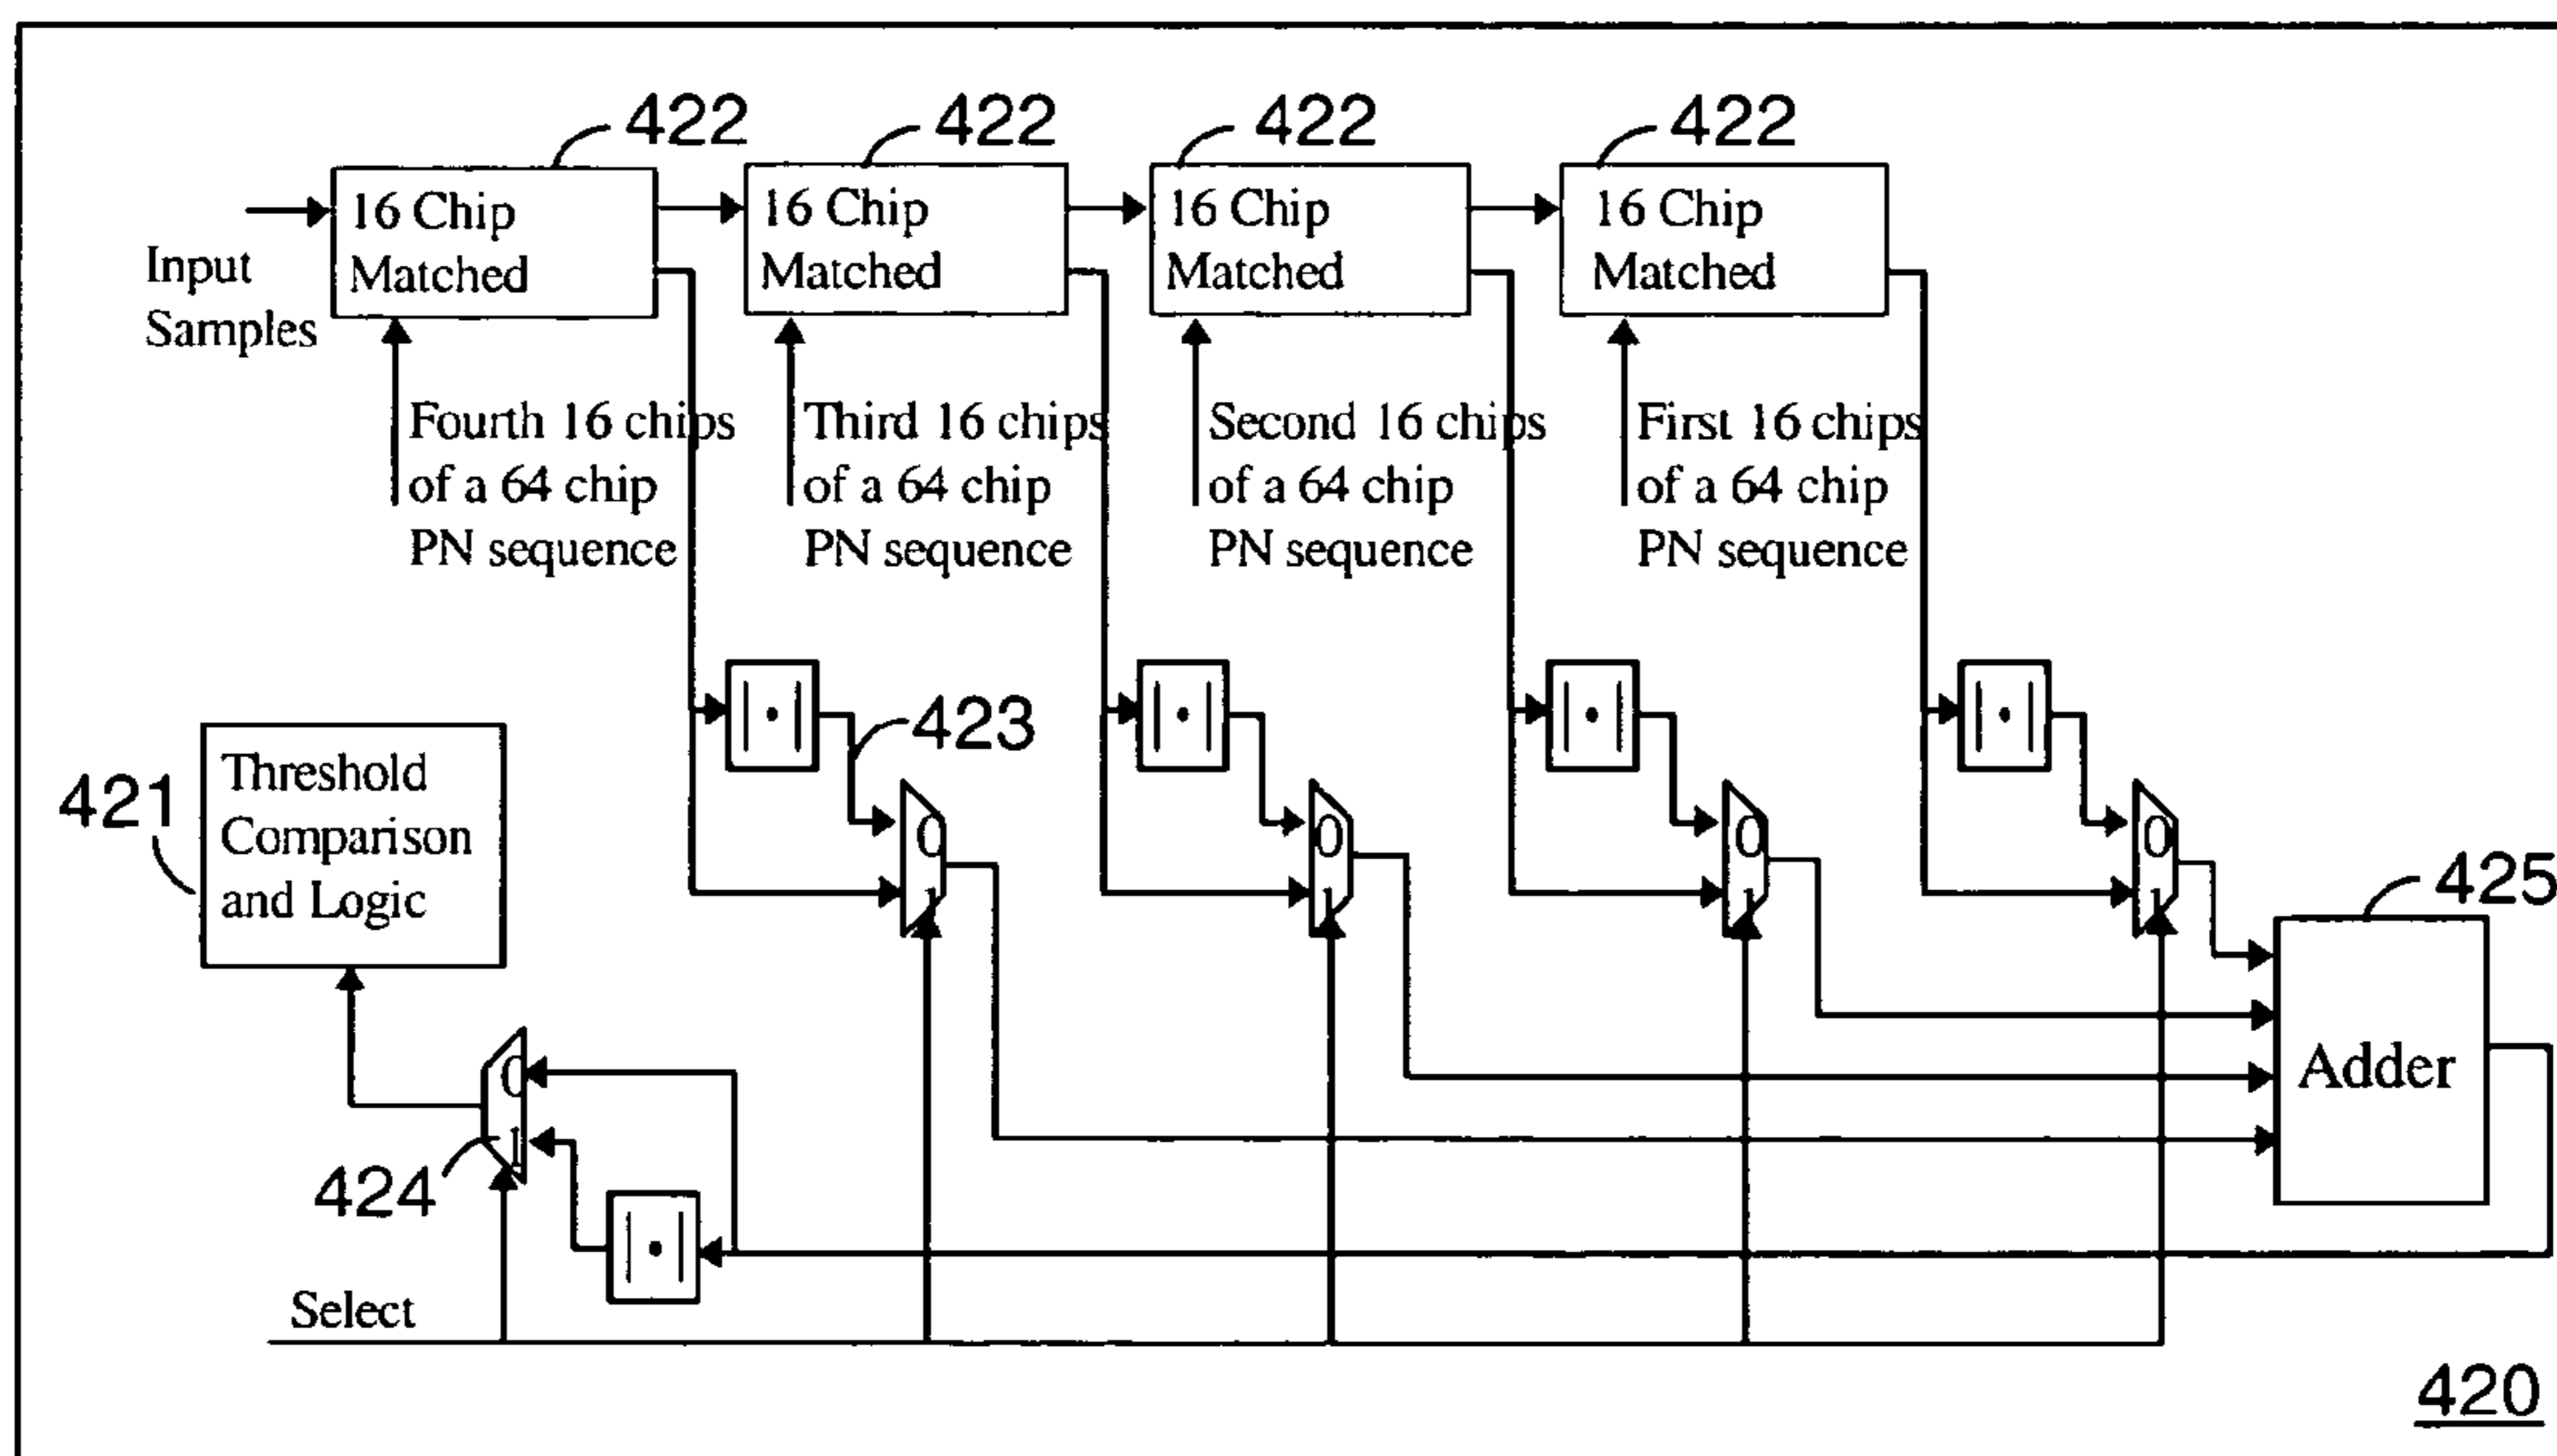 422
422
422
422
16 Chip
Matched
16 Chip
Matched
16 Chip
Matched
16 Chip
Matched
Input
Samples
Fourth 16 chips
of a 64 chip
PN sequence
Third 16 chips
of a 64 chip
PN sequence
Second 16 chips
of a 64 chip
PN sequence
First 16 chips
of a 64 chip
PN sequence
|·|
|·|
|·|
|·|
423
421
Threshold
Comparison
and Logic
0
1
0
1
0
1
0
1
425
Adder
0
1
424
|·|
Select
420